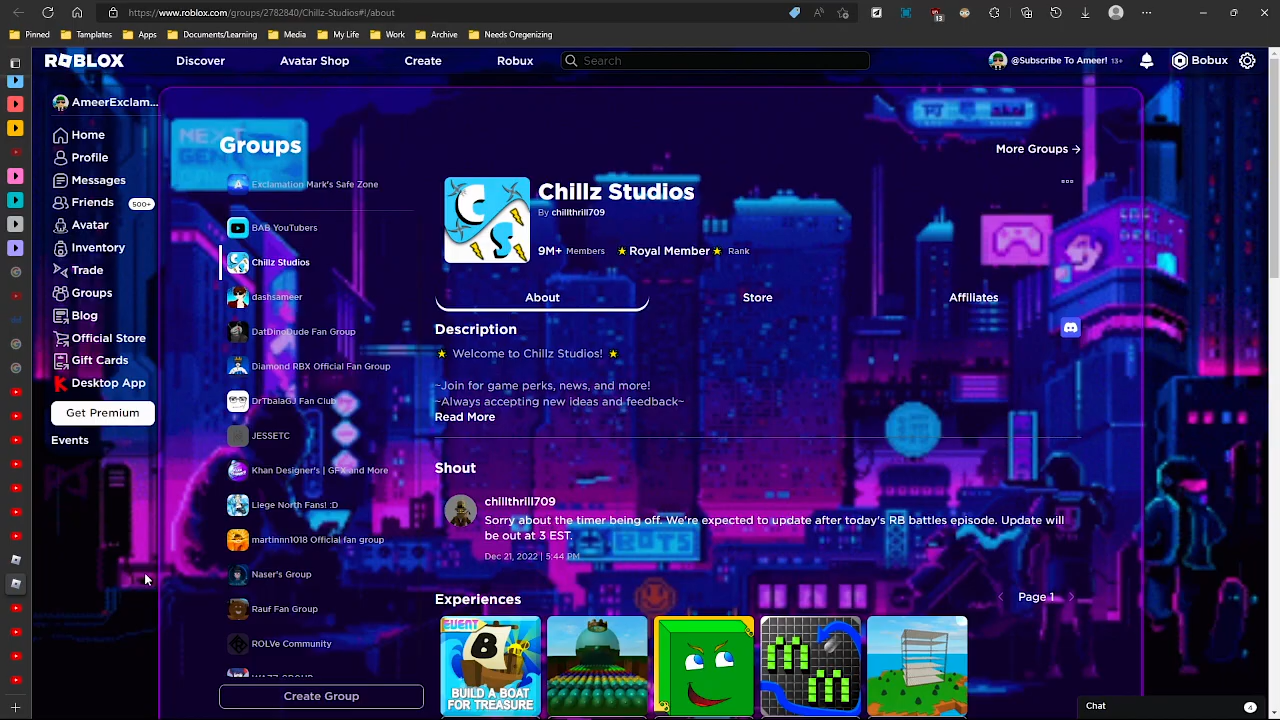 https://www.roblox.com/groups/2782840/Chillz-Studios#!/about
13
Pinned Templates Apps Documents/Learning Media My Life Work Archive Needs Oregenizing
ROBLOX Discover Avatar Shop Create Robux Search @Subscribe To Ameer! 13+ Bobux
AmeerExclam...
Home
Profile
Messages
Friends 500+
Avatar
Inventory
Trade
Groups
Blog
Official Store
Gift Cards
Desktop App
Get Premium
Events
Groups
More Groups →
Exclamation Mark's Safe Zone
BAB YouTubers
Chillz Studios
dashsameer
DatDinoDude Fan Group
Diamond RBX Official Fan Group
DrTbalaGJ Fan Club
JESSETC
Khan Designer's | GFX and More
Liege North Fans! :D
martinnn1018 Official fan group
Naser's Group
Rauf Fan Group
ROLVe Community
Create Group
Chillz Studios
By chillthrill709
9M+ Members ★ Royal Member ★ Rank
About Store Affiliates
Description
★ Welcome to Chillz Studios! ★
~Join for game perks, news, and more!
~Always accepting new ideas and feedback~
Read More
Shout
chillthrill709
Sorry about the timer being off. We're expected to update after today's RB battles episode. Update will
be out at 3 EST.
Dec 21, 2022 | 5:44 PM
Experiences
Page 1
EVENT
B
BUILD A BOAT
FOR TREASURE
Chat 4